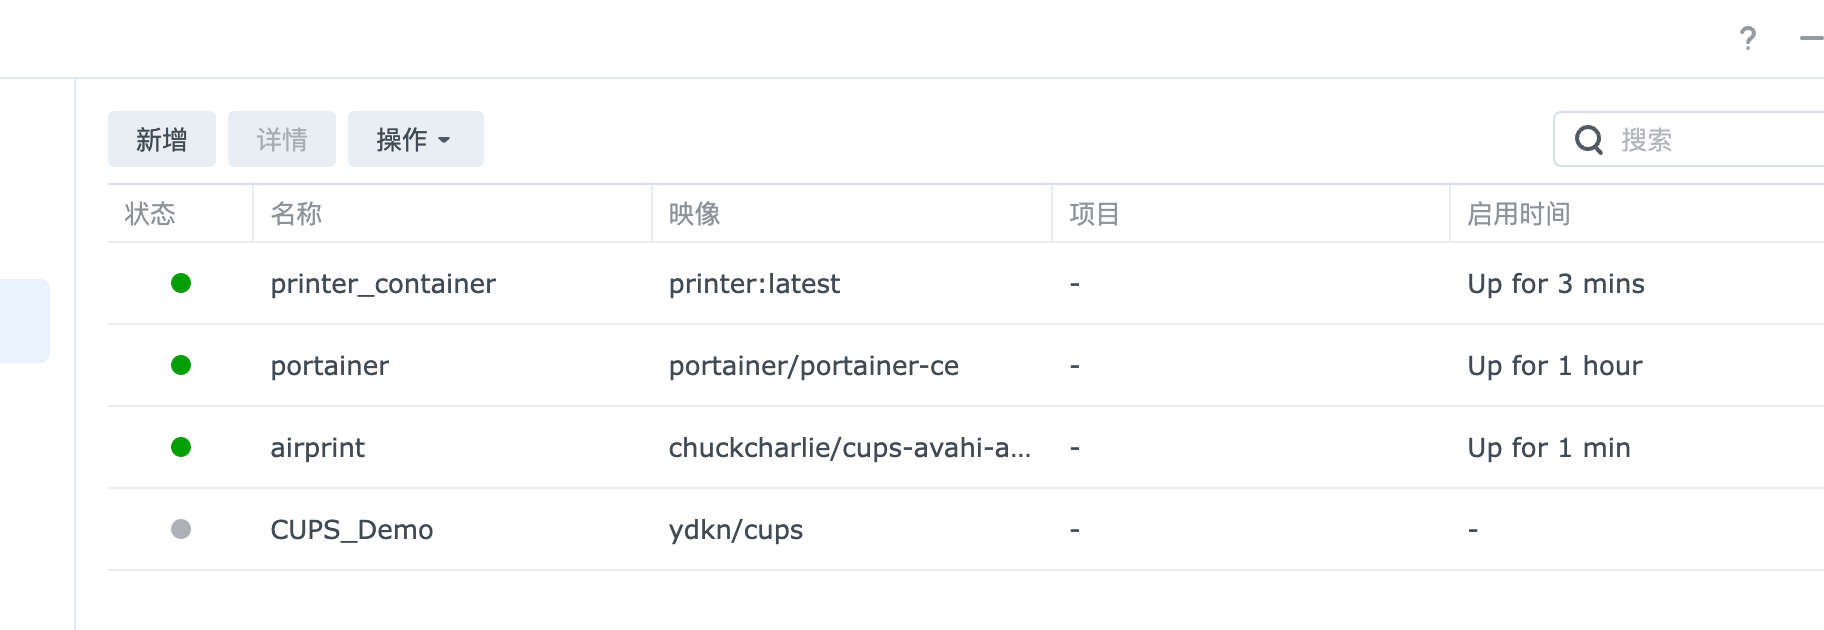 ?
新增 详情 操作 搜索
状态 名称 映像 项目 启用时间
printer_container printer:latest - Up for 3 mins
portainer portainer/portainer-ce - Up for 1 hour
airprint chuckcharlie/cups-avahi-a... - Up for 1 min
CUPS_Demo ydkn/cups - -